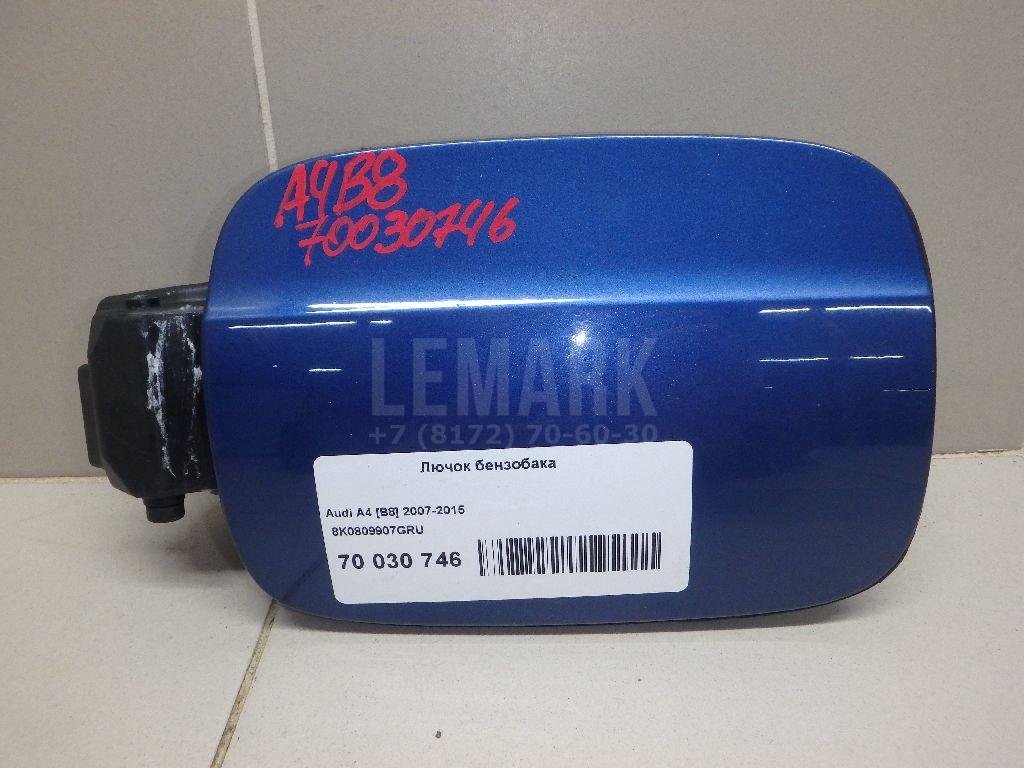 A4B8
70030746
LEMARK
+7 (8172) 70-60-30
Лючок бензобака
Audi A4 [B8] 2007-2015
8K0809907GRU
70 030 746